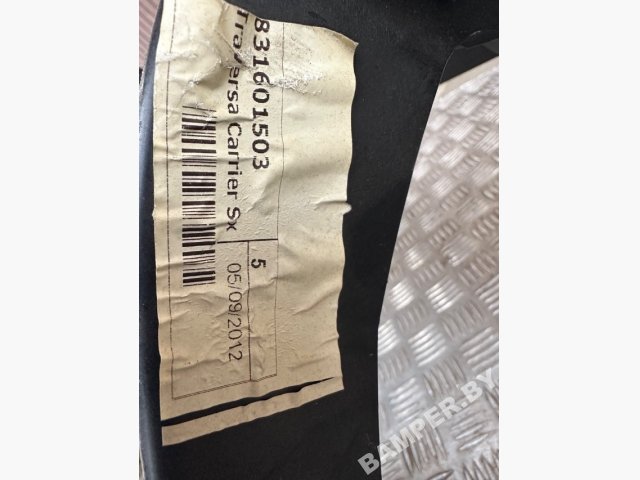 831601503
Traversa Carrier Sx
5
05/09/2012
BAMPER.BY